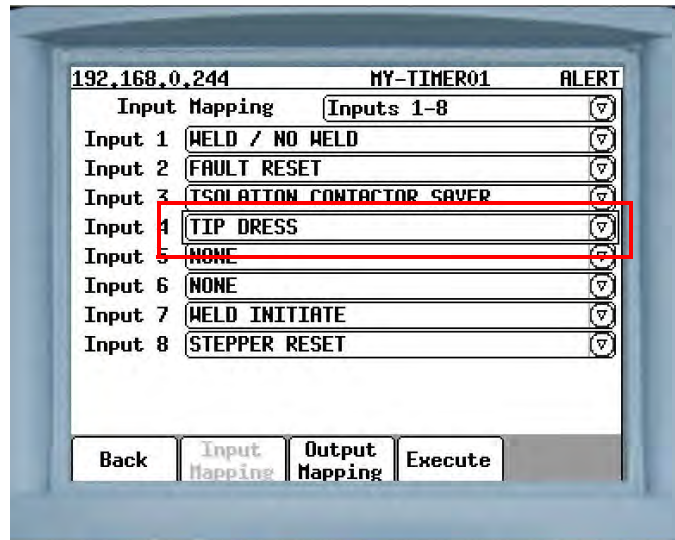 192.168.0.244 MY-TIMER01 ALERT
Input Mapping Inputs 1-8
Input 1 WELD / NO WELD
Input 2 FAULT RESET
Input 3 ISOLATION CONTACTOR SAVER
Input 4 TIP DRESS
Input 5 NONE
Input 6 NONE
Input 7 WELD INITIATE
Input 8 STEPPER RESET
Back Input Mapping Output Mapping Execute